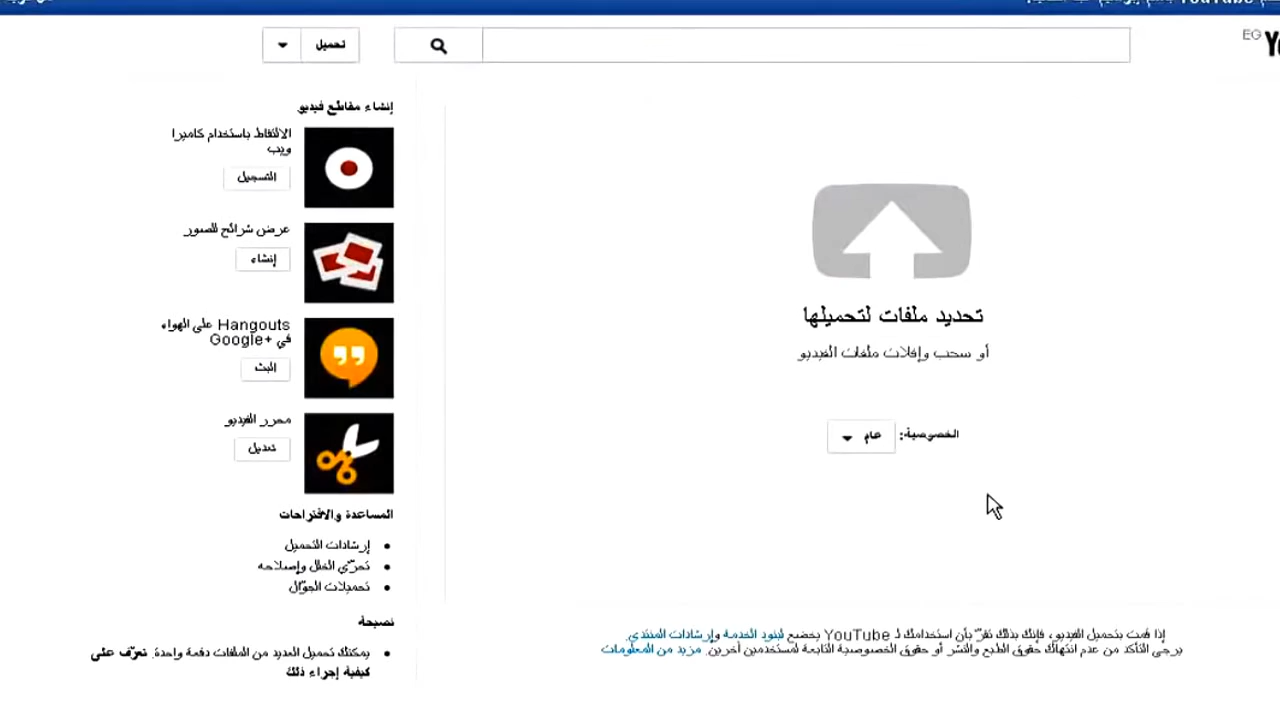 EG
تحميل
تحديد ملفات لتحميلها
أو سحب وإفلات ملفات الفيديو
الخصوصية: عام
إذا قمت بتحميل الفيديو، فإنك بذلك تقرّ بأن استخدامك لـ YouTube يخضع لبنود الخدمة وإرشادات المنتدى.
يرجى التأكد من عدم انتهاك حقوق الطبع والنشر أو حقوق الخصوصية التابعة لمستخدمين آخرين. مزيد من المعلومات
إنشاء مقاطع فيديو
الالتقاط باستخدام كاميرا
ويب
التسجيل
عرض شرائح للصور
إنشاء
Hangouts على الهواء
في Google+
البث
محرر الفيديو
تعديل
المساعدة والاقتراحات
إرشادات التحميل
تحرّي الخلل وإصلاحه
تحميلات الجوّال
نصيحة
يمكنك تحميل العديد من الملفات دفعة واحدة. تعرّف على
كيفية إجراء ذلك